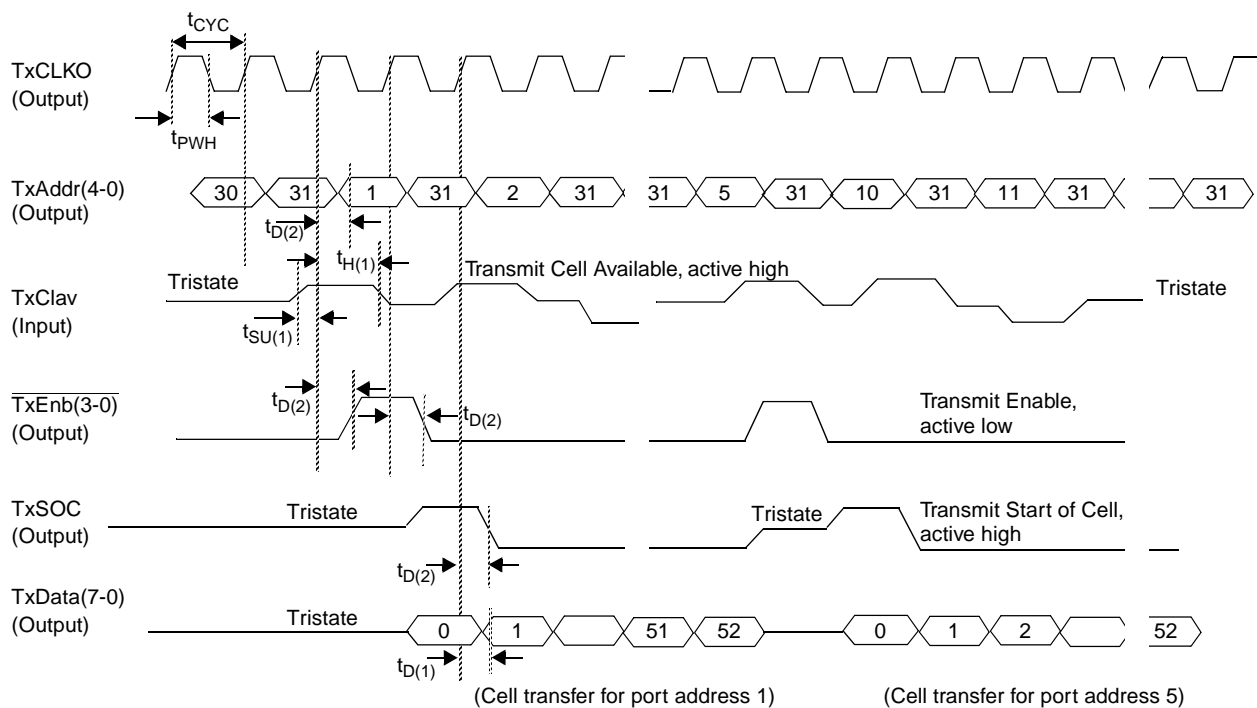 tCYC
TxCLKO
(Output)
tPWH
TxAddr(4-0)
(Output)
30 31 1 31 2 31 31 5 31 10 31 11 31 31
tD(2)
tH(1)
Tristate
Transmit Cell Available, active high
Tristate
TxClav
(Input)
tSU(1)
tD(2)
TxEnb(3-0)
(Output)
tD(2)
Transmit Enable,
active low
TxSOC
(Output)
Tristate
Tristate
Transmit Start of Cell,
active high
tD(2)
TxData(7-0)
(Output)
Tristate
0 1 51 52 0 1 2 52
tD(1)
(Cell transfer for port address 1) (Cell transfer for port address 5)